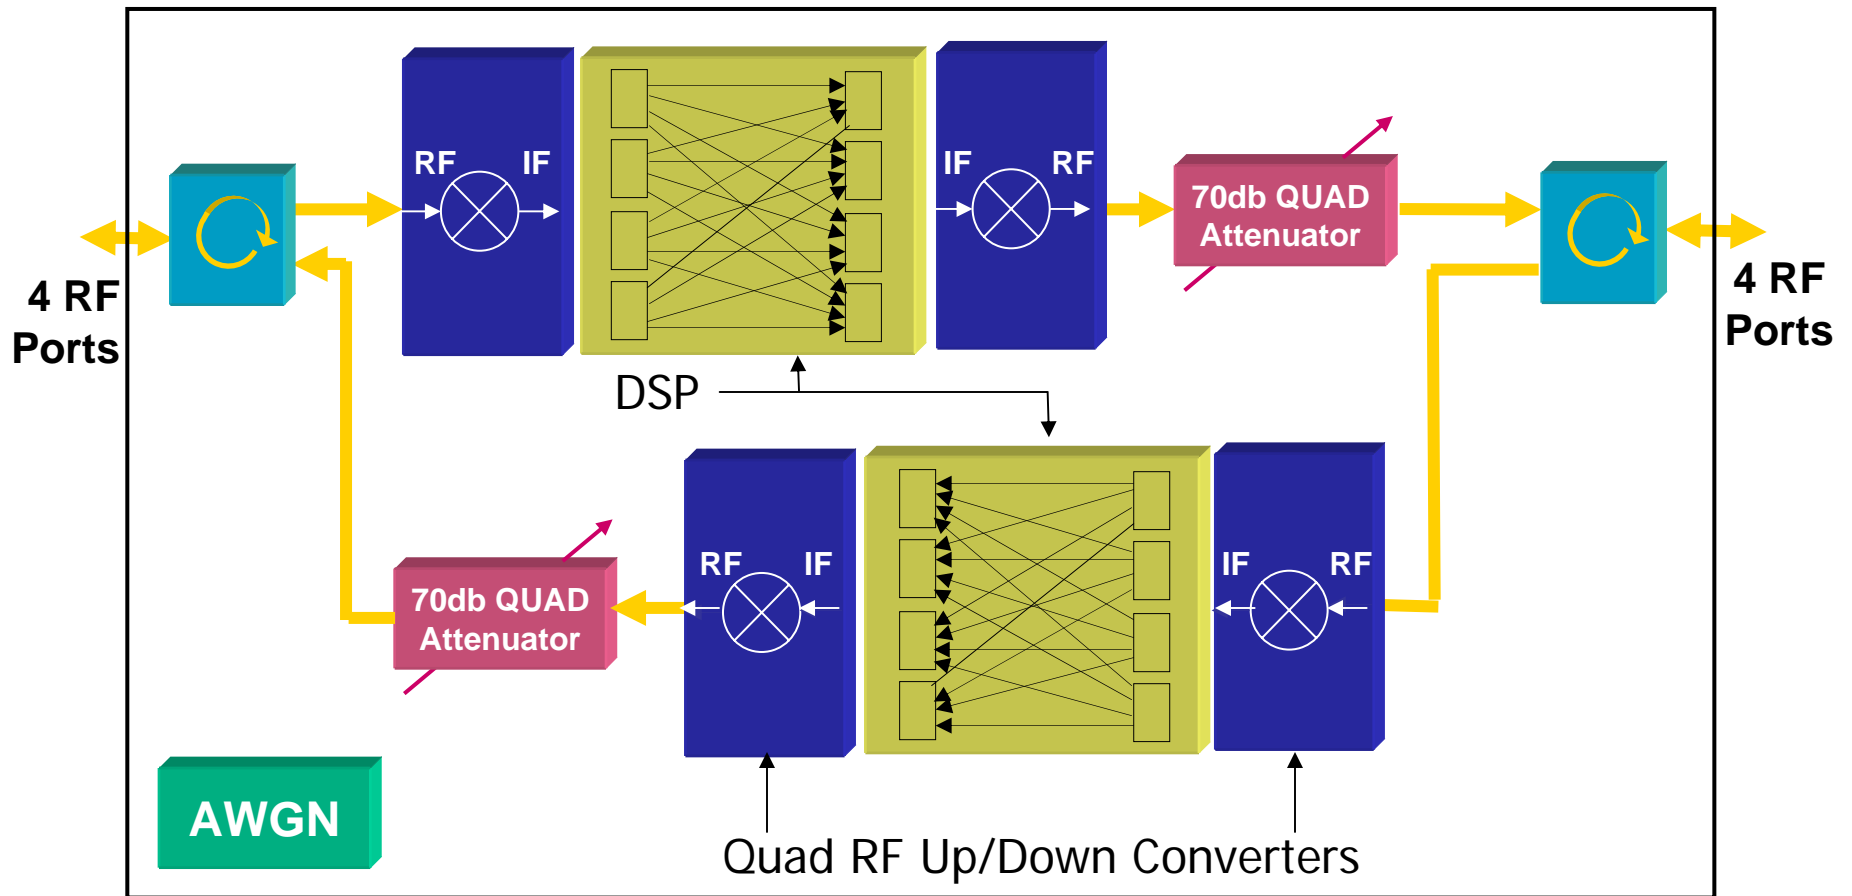 RF
IF
IF
RF
70db QUAD
Attenuator
4 RF
Ports
4 RF
Ports
DSP
RF
IF
IF
RF
70db QUAD
Attenuator
AWGN
Quad RF Up/Down Converters